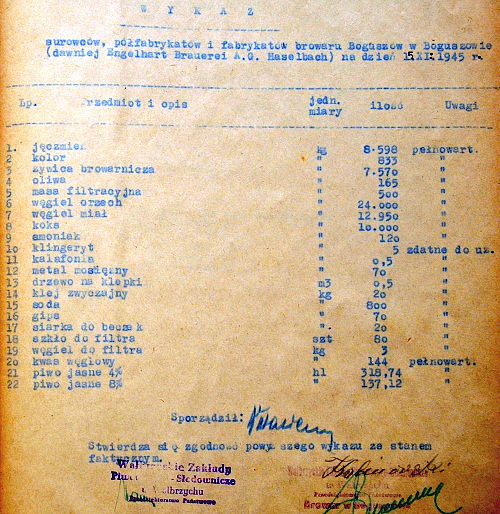 W Y K A Z
surowców, półfabrykatów i fabrykatów browaru Boguszów w Boguszowie
(dawniej Engelhart Brauerei A.G. Haselbach) na dzień 15.XI.1945 r.
Lp. Przedmiot i opis jedn. miary ilość Uwagi
1. jęczmień kg 8.598 pełnowart.
2 kolor " 833 "
3 żywica browarnicza " 7.570 "
4 oliwa " 165 "
5 masa filtracyjna " 500 "
6 węgiel orzech " 24.000 "
7 węgiel miał " 12.950 "
8 koks " 10.000 "
9 amoniak " 120 "
10 klingeryt " 5 zdatne do uż.
11 kalafonia " 0,5 "
12 metal mosiężny " 70 "
13 drzewo na klepki m3 0,5 "
14 klej zwyczajny kg 20 "
15 soda " 800 "
16 gips " 70 "
17 siarka do beczek " 20 "
18 szkło do filtra szt 80 "
19 węgiel do filtra kg 3 "
20 kwas węglowy " 144 pełnowart.
21 piwo jasne 4% hl 318,74 "
22 piwo jasne 8% " 137,12 "
Sporządził:
Stwierdza się zgodność powyższego wykazu ze stanem
faktycznym.
Zakłady
Słodownicze
w Wałbrzychu
w Wałbrzychu
Browar